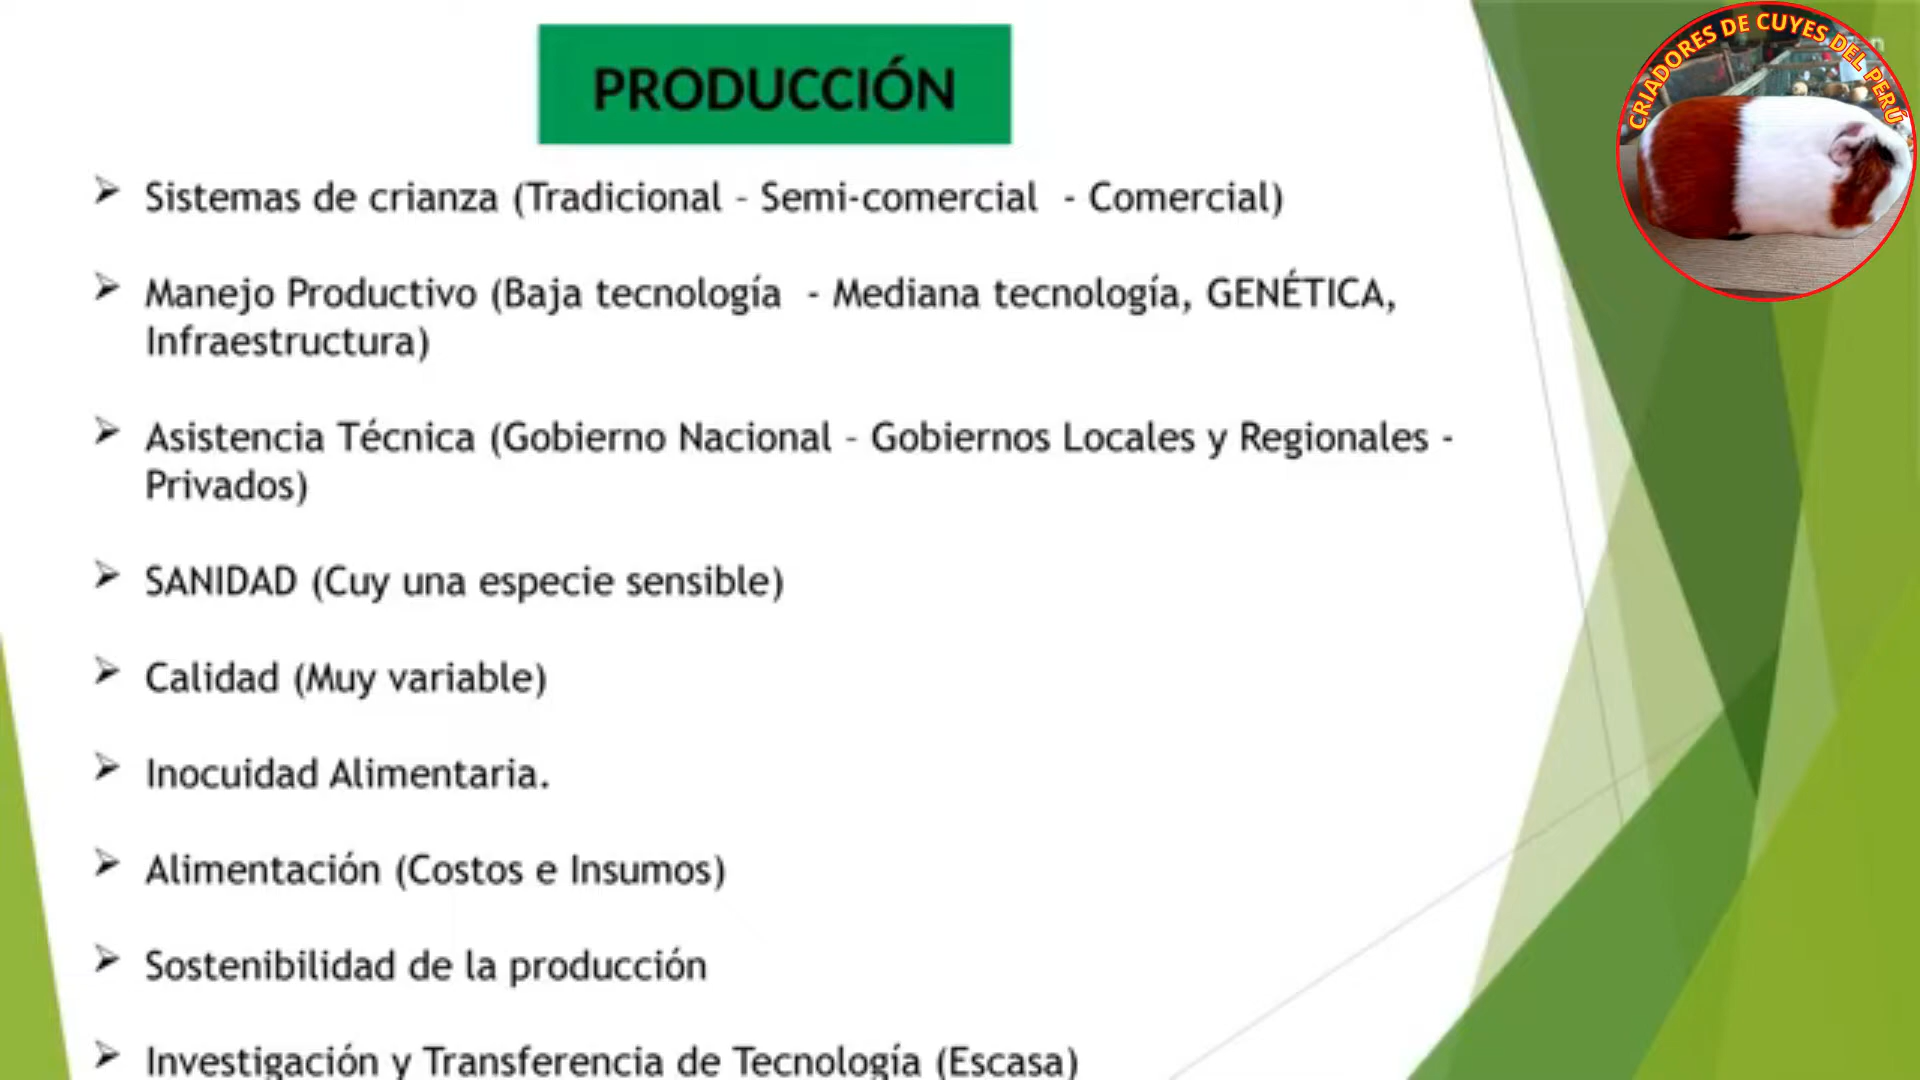 PRODUCCIÓN
CRIADORES DE CUYES DEL PERÚ
➢ Sistemas de crianza (Tradicional – Semi-comercial - Comercial)
➢ Manejo Productivo (Baja tecnología - Mediana tecnología, GENÉTICA,
Infraestructura)
➢ Asistencia Técnica (Gobierno Nacional – Gobiernos Locales y Regionales -
Privados)
➢ SANIDAD (Cuy una especie sensible)
➢ Calidad (Muy variable)
➢ Inocuidad Alimentaria.
➢ Alimentación (Costos e Insumos)
➢ Sostenibilidad de la producción
➢ Investigación y Transferencia de Tecnología (Escasa)